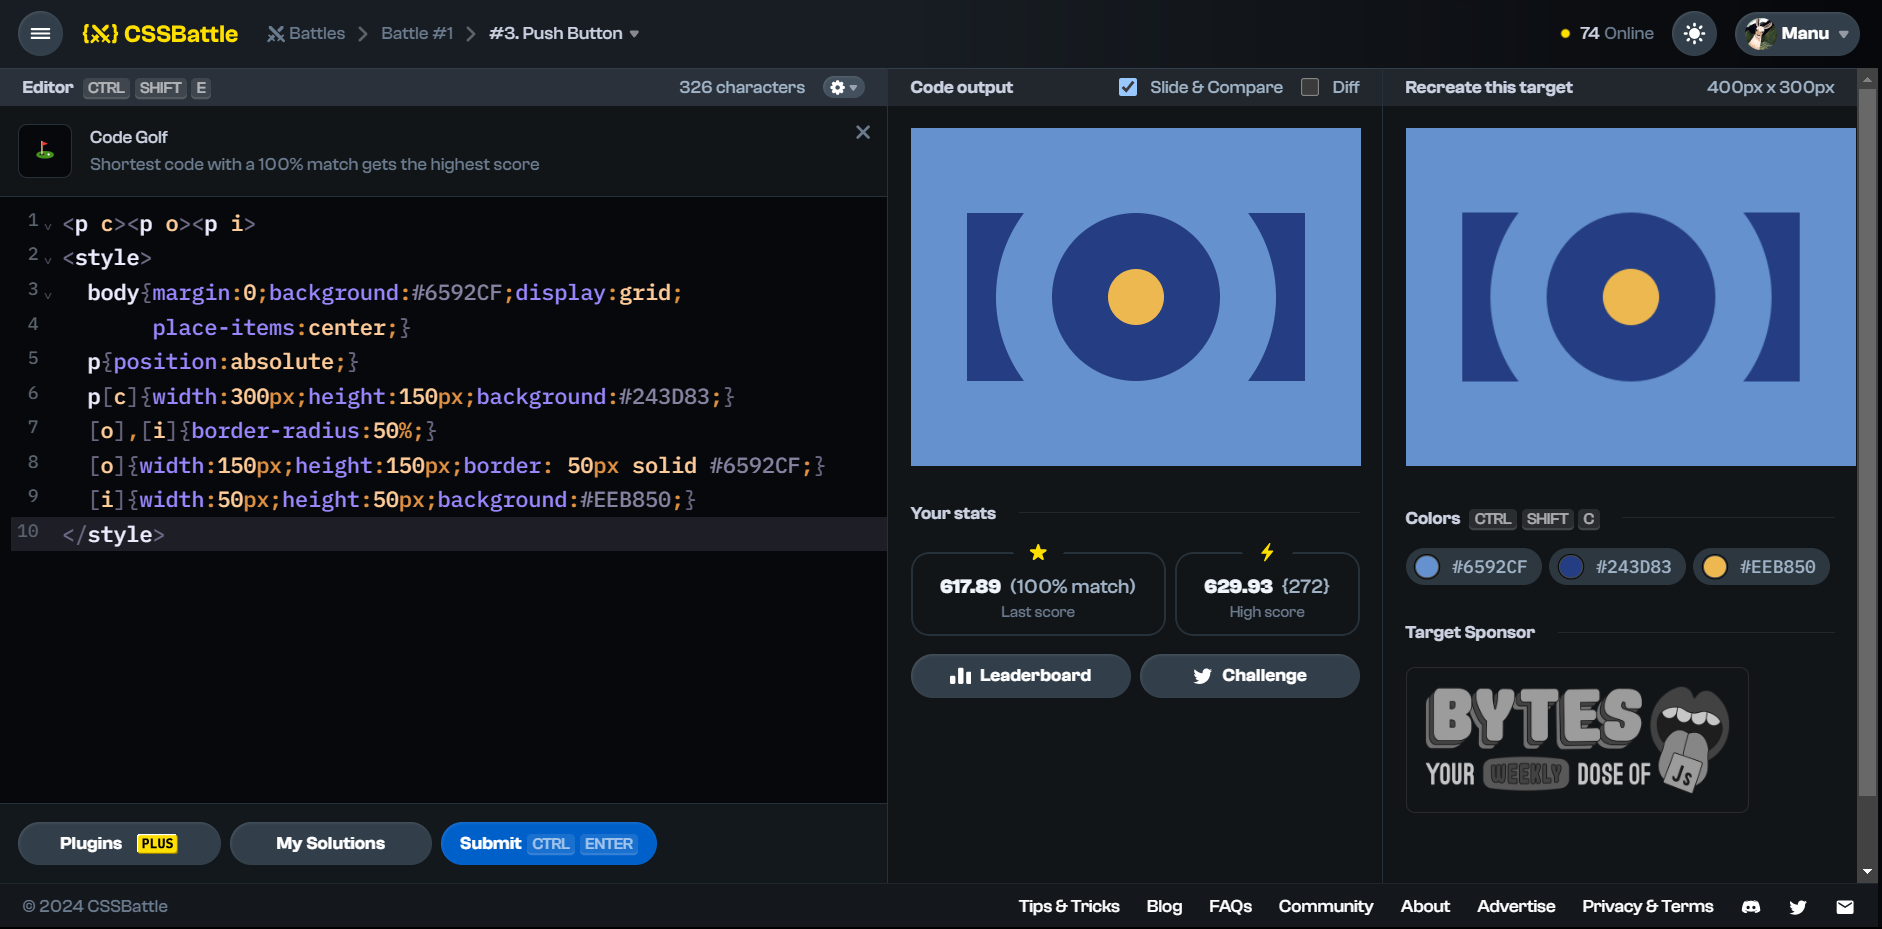 {X} CSSBattle
Battles
Battle #1
#3. Push Button
74 Online
Manu
Editor CTRL SHIFT E
326 characters
Code Golf
Shortest code with a 100% match gets the highest score
1 <p c><p o><p i>
2 <style>
3 body{margin:0;background:#6592CF;display:grid;
4 place-items:center;}
5 p{position:absolute;}
6 p[c]{width:300px;height:150px;background:#243D83;}
7 [o],[i]{border-radius:50%;}
8 [o]{width:150px;height:150px;border: 50px solid #6592CF;}
9 [i]{width:50px;height:50px;background:#EEB850;}
10 </style>
Plugins PLUS
My Solutions
Submit CTRL ENTER
Code output
Slide & Compare
Diff
Your stats
617.89 (100% match)
Last score
629.93 {272}
High score
Leaderboard
Challenge
Recreate this target
400px x 300px
Colors CTRL SHIFT C
#6592CF
#243D83
#EEB850
Target Sponsor
BYTES
YOUR WEEKLY DOSE OF JS
© 2024 CSSBattle
Tips & Tricks
Blog
FAQs
Community
About
Advertise
Privacy & Terms